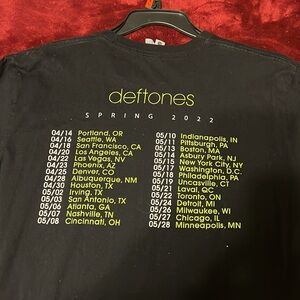 deftones
SPRING 2022
04/14 Portland, OR
04/16 Seattle, WA
04/18 San Francisco, CA
04/20 Los Angeles, CA
04/22 Las Vegas, NV
04/23 Phoenix, AZ
04/25 Denver, CO
04/28 Albuquerque, NM
04/30 Houston, TX
05/02 Irving, TX
05/03 San Antonio, TX
05/06 Atlanta, GA
05/07 Nashville, TN
05/08 Cincinnati, OH
05/10 Indianapolis, IN
05/11 Pittsburgh, PA
05/13 Boston, MA
05/14 Asbury Park, NJ
05/15 New York City, NY
05/17 Washington, D.C.
05/18 Philadelphia, PA
05/19 Uncasville, CT
05/21 Laval, QC
05/22 Toronto, ON
05/24 Detroit, MI
05/26 Milwaukee, WI
05/27 Chicago, IL
05/28 Minneapolis, MN